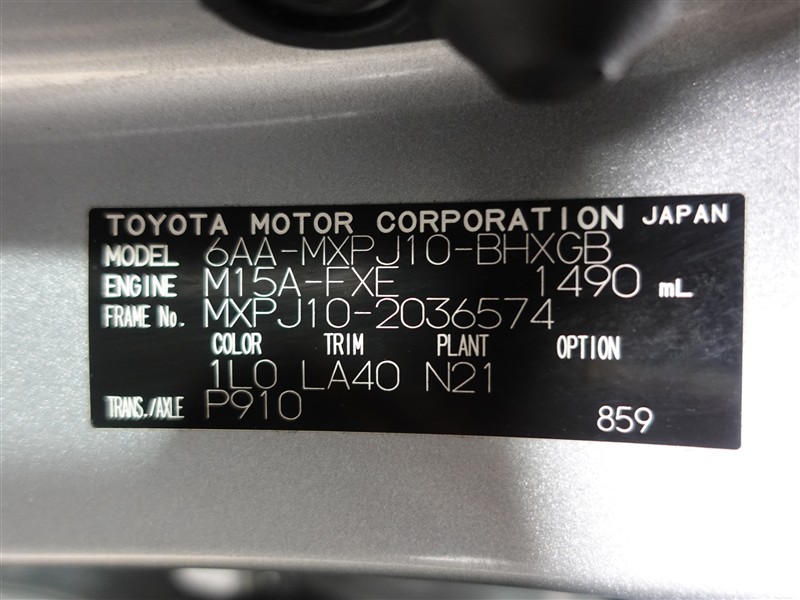 TOYOTA MOTOR CORPORATION JAPAN
MODEL 6AA-MXPJ10-BHXGB
ENGINE M15A-FXE 1490 mL
FRAME No. MXPJ10-2036574
COLOR TRIM PLANT OPTION
1L0 LA40 N21
TRANS./AXLE P910
859